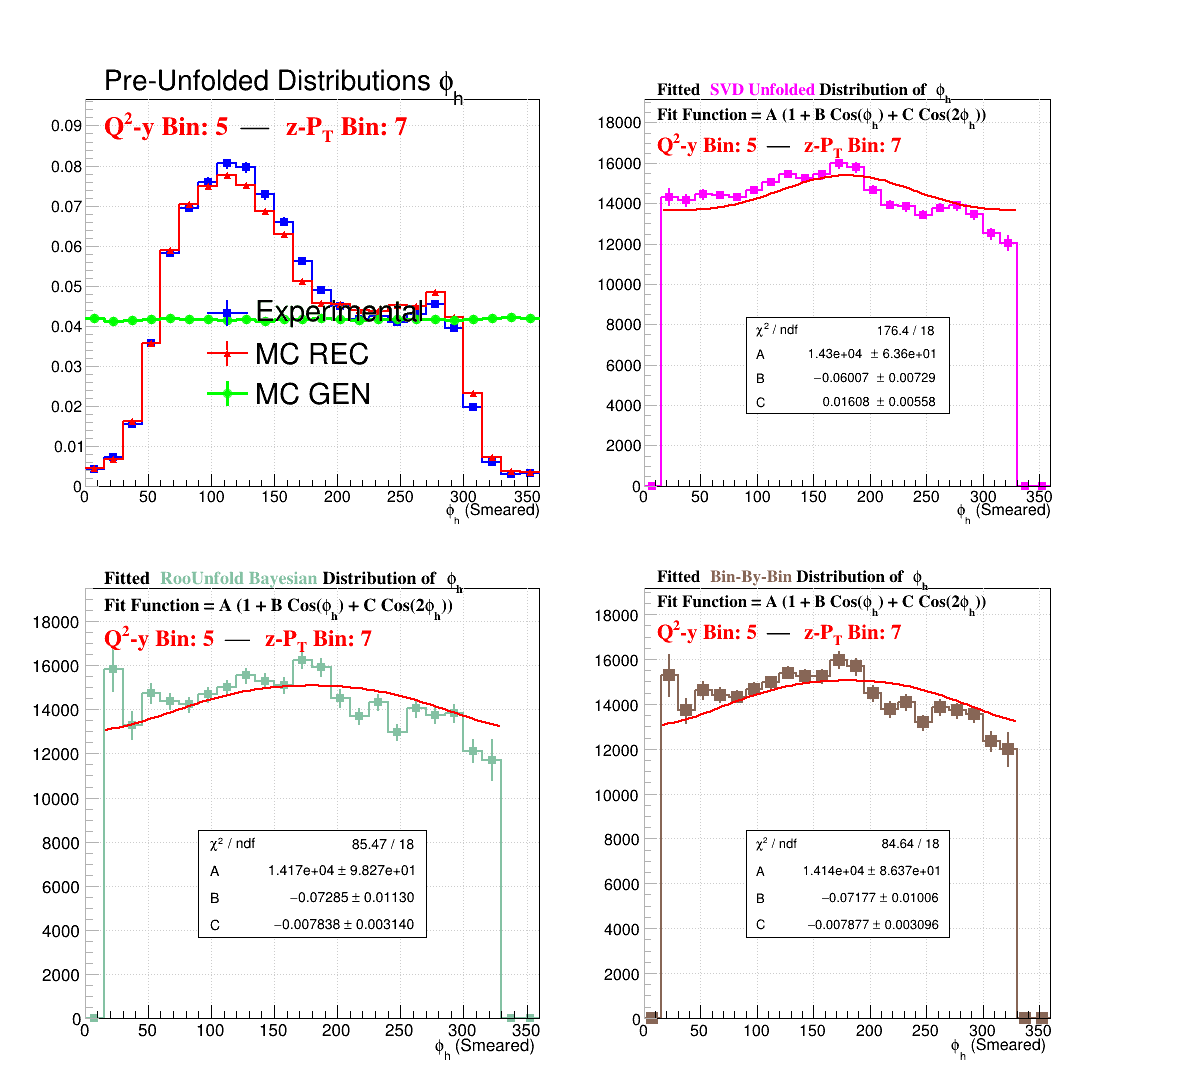 Pre-Unfolded Distributions ϕh
Q²-y Bin: 5 — z-PT Bin: 7
0.09
0.08
0.07
0.06
0.05
0.04
0.03
0.02
0.01
0
Experimental
MC REC
MC GEN
0 50 100 150 200 250 300 350
ϕh (Smeared)
Fitted SVD Unfolded Distribution of ϕh
Fit Function = A (1 + B Cos(ϕh) + C Cos(2ϕh))
Q²-y Bin: 5 — z-PT Bin: 7
18000
16000
14000
12000
10000
8000
6000
4000
2000
0
χ² / ndf 176.4 / 18
A 1.43e+04 ± 6.36e+01
B −0.06007 ± 0.00729
C 0.01608 ± 0.00558
0 50 100 150 200 250 300 350
ϕh (Smeared)
Fitted RooUnfold Bayesian Distribution of ϕh
Fit Function = A (1 + B Cos(ϕh) + C Cos(2ϕh))
Q²-y Bin: 5 — z-PT Bin: 7
18000
16000
14000
12000
10000
8000
6000
4000
2000
0
χ² / ndf 85.47 / 18
A 1.417e+04 ± 9.827e+01
B −0.07285 ± 0.01130
C −0.007838 ± 0.003140
0 50 100 150 200 250 300 350
ϕh (Smeared)
Fitted Bin-By-Bin Distribution of ϕh
Fit Function = A (1 + B Cos(ϕh) + C Cos(2ϕh))
Q²-y Bin: 5 — z-PT Bin: 7
18000
16000
14000
12000
10000
8000
6000
4000
2000
0
χ² / ndf 84.64 / 18
A 1.414e+04 ± 8.637e+01
B −0.07177 ± 0.01006
C −0.007877 ± 0.003096
0 50 100 150 200 250 300 350
ϕh (Smeared)